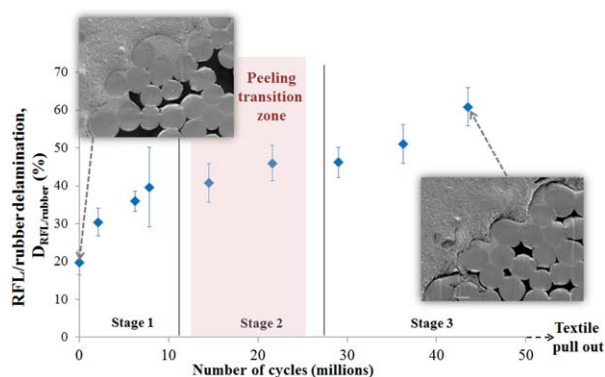 RFL/rubber delamination,
D_RFL/rubber (%)
70
60
50
40
30
20
10
0
Peeling
transition
zone
Stage 1
Stage 2
Stage 3
0
10
20
30
40
50
Number of cycles (millions)
Textile
pull out